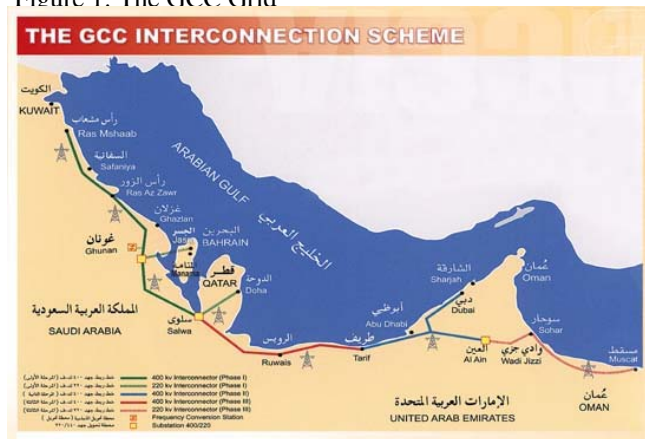 Figure 1. The GCC Grid
THE GCC INTERCONNECTION SCHEME
الكويت
KUWAIT
رأس مشعاب
Ras Mshaab
السفانية
Safaniya
رأس الزور
Ras Az Zawr
غزلان
Ghazlan
غونان
Ghunan
الجسر
Jasra
البحرين
BAHRAIN
المنامة
Manama
قطر
QATAR
الدوحة
Doha
ARABIAN GULF
الخليج العربي
المملكة العربية السعودية
SAUDI ARABIA
سلوى
Salwa
الرويس
Ruwais
طريف
Tarif
أبوظبي
Abu Dhabi
الشارقة
Sharjah
دبي
Dubai
عُمان
Oman
العين
Al Ain
وادي جزي
Wadi Jizzi
سوحار
Sohar
مسقط
Muscat
الإمارات العربية المتحدة
UNITED ARAB EMIRATES
عُمان
OMAN
400 kv Interconnector (Phase I)
220 kv Interconnector (Phase I)
400 kv Interconnector (Phase II)
400 kv Interconnector (Phase III)
220 kv Interconnector (Phase III)
Frequency Conversion Station
Substation 400/220